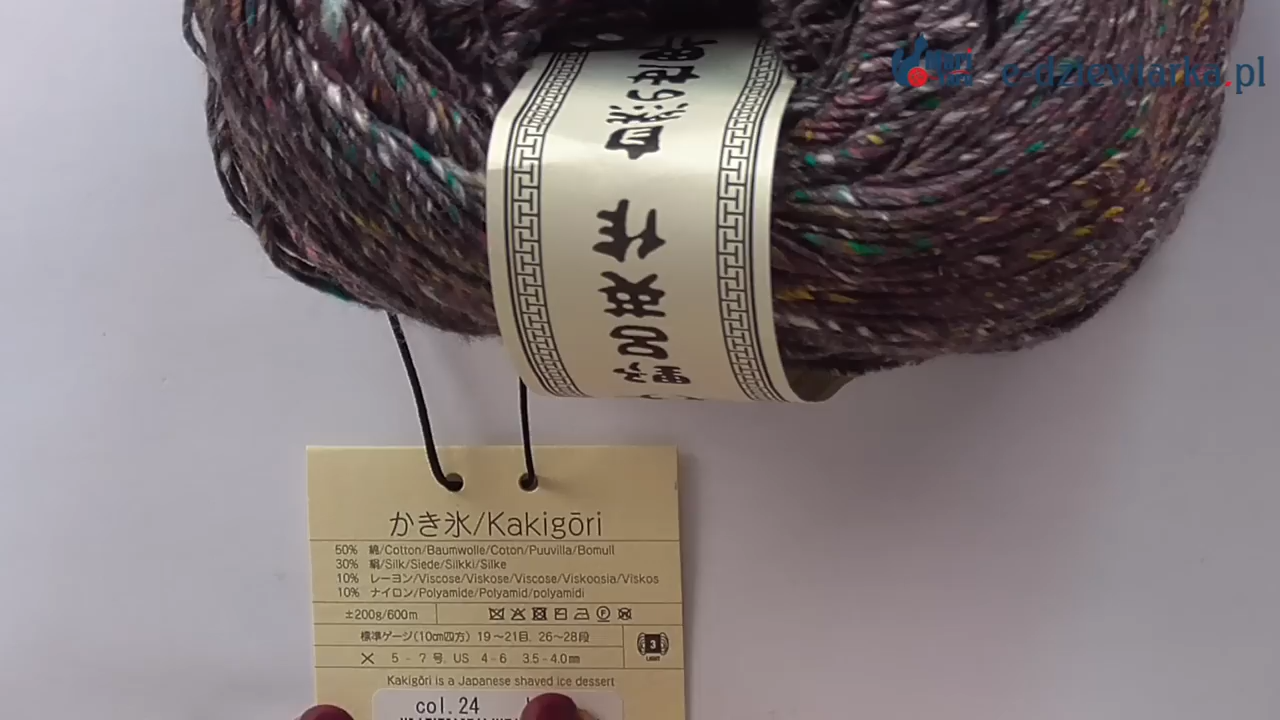 e-dziewiarka.pl
かき氷/Kakigōri
50% 綿/Cotton/Baumwolle/Coton/Puuvilla/Bomull
30% 絹/Silk/Siede/Silkki/Silke
10% レーヨン/Viscose/Viskose/Viscose/Viskoosia/Viskos
10% ナイロン/Polyamide/Polyamid/polyamidi
±200g/600m
標準ゲージ(10cm四方) 19～21目. 26～28段
3
LIGHT
5-7号. US 4-6 3.5-4.0mm
Kakigōri is a Japanese shaved ice dessert
col.24